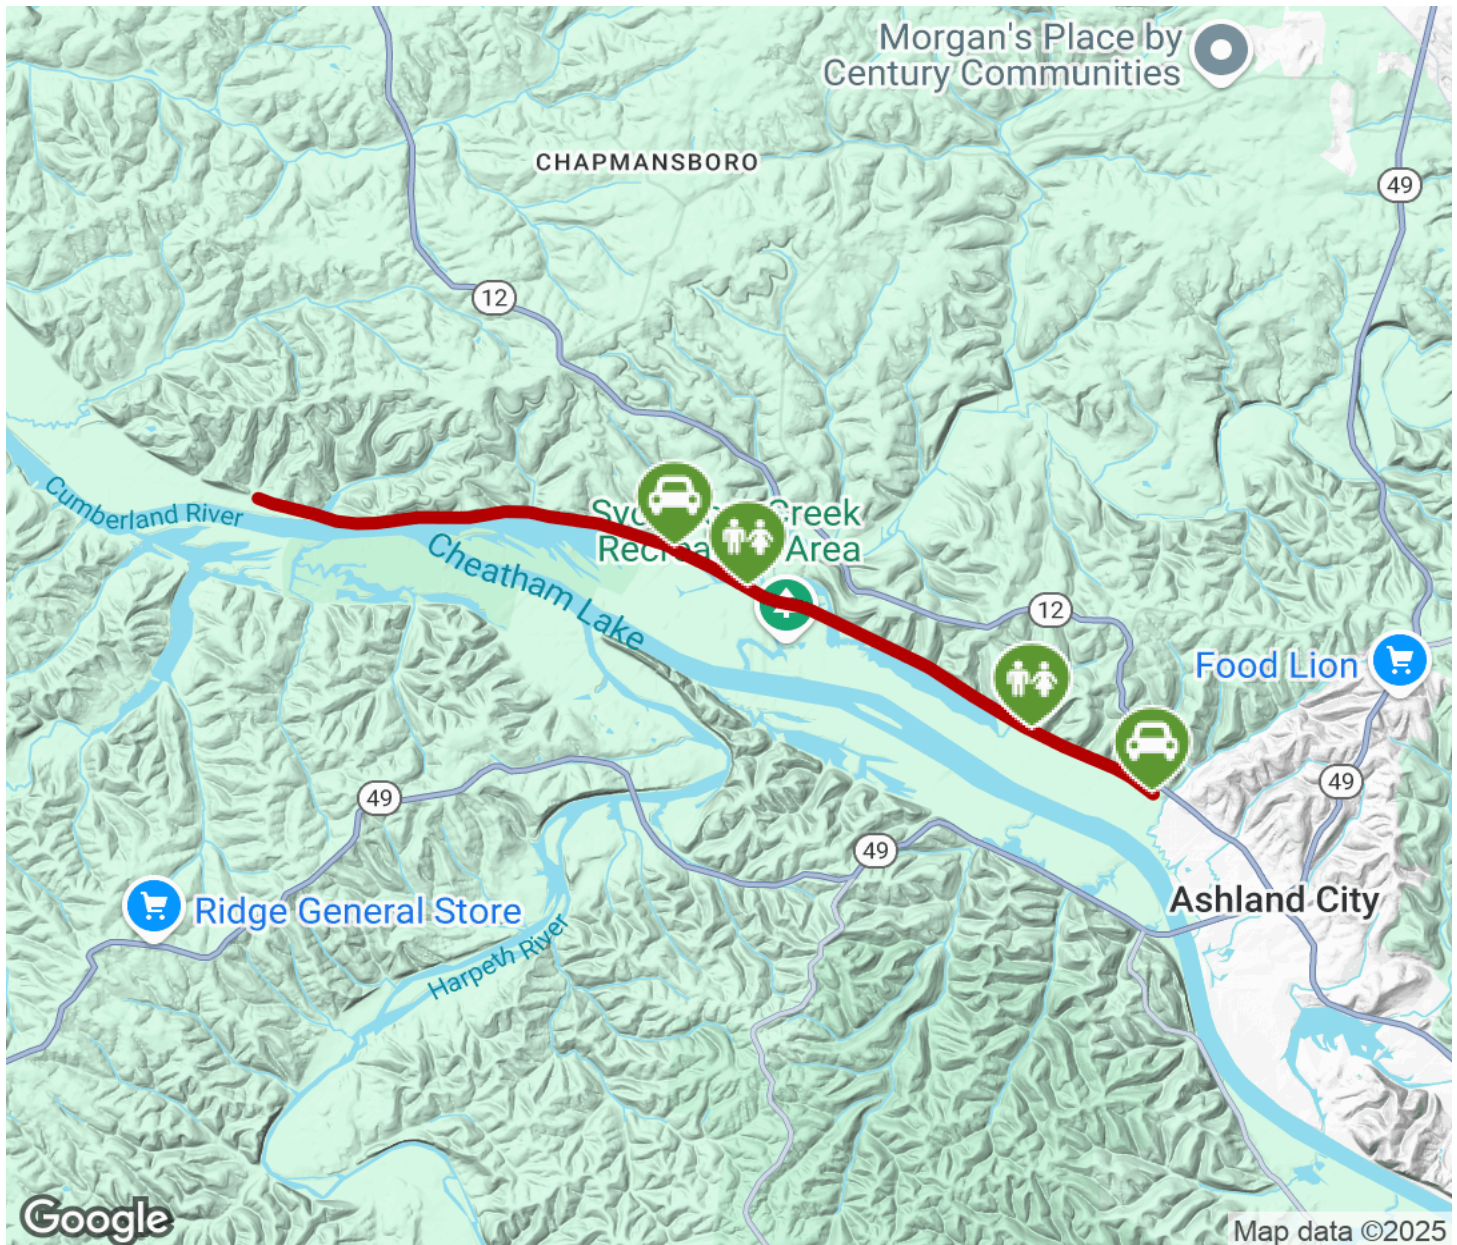 Morgan's Place by
Century Communities
CHAPMANSBORO
49
12
Cumberland River
Creek
Area
Cheatham Lake
12
Food Lion
49
49
49
Ashland City
Ridge General Store
Harpeth River
Google
Map data ©2025